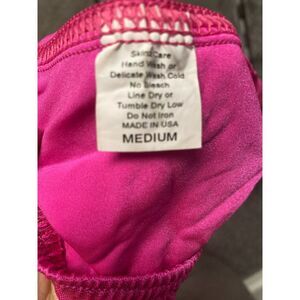 SkinzCare
Hand Wash or
Delicate Wash Cold
No Bleach
Line Dry or
Tumble Dry Low
Do Not Iron
MADE IN USA
MEDIUM